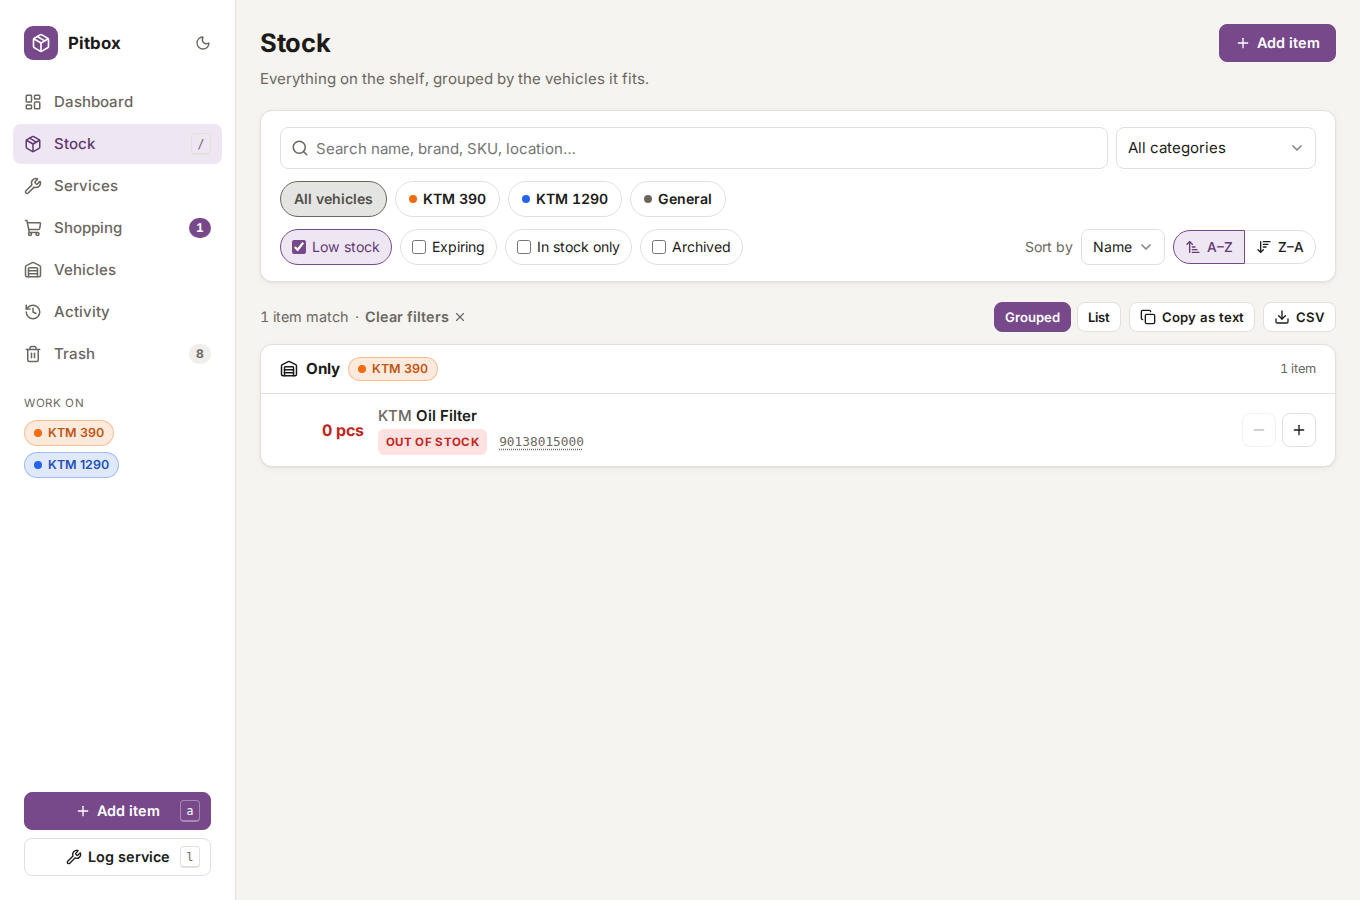 Pitbox
Dashboard
Stock /
Services
Shopping 1
Vehicles
Activity
Trash 8
WORK ON
KTM 390
KTM 1290
Add item a
Log service l
Stock
Add item
Everything on the shelf, grouped by the vehicles it fits.
Search name, brand, SKU, location...
All categories
All vehicles KTM 390 KTM 1290 General
Low stock Expiring In stock only Archived Sort by Name A–Z Z–A
1 item match · Clear filters
Grouped List Copy as text CSV
Only KTM 390 1 item
0 pcs
KTM Oil Filter
OUT OF STOCK 90138015000